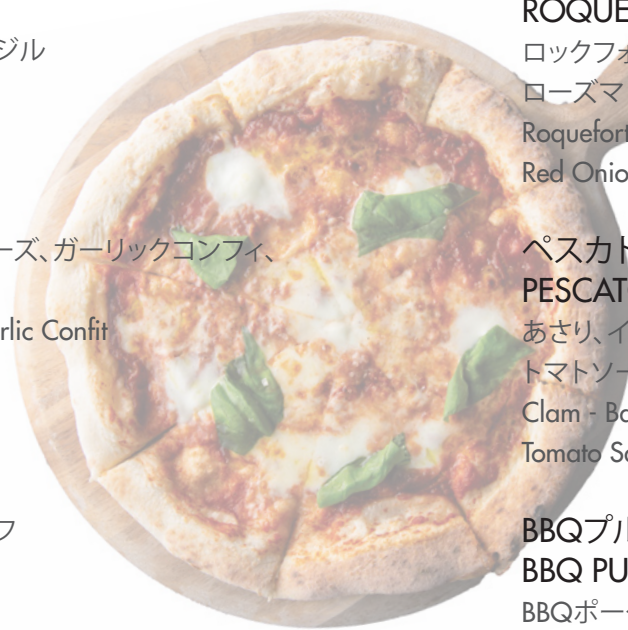 ジル
ーズ、ガーリックコンフィ、
rlic Confit
フ
ROQUE
ロックフォ
ローズマ
Roquefort
Red Onio
ペスカト
PESCAT
あさり、イ
トマトソー
Clam - Ba
Tomato Sa
BBQプル
BBQ PU
BBQポー